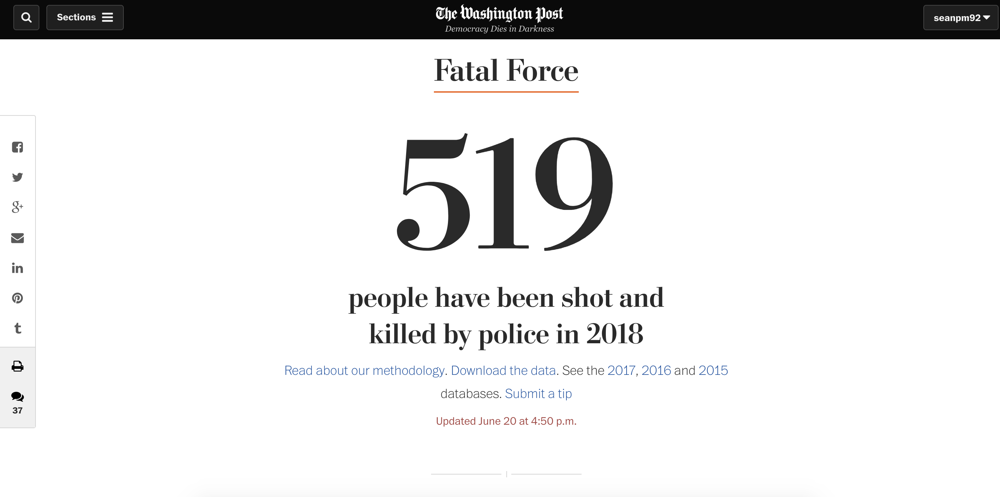 Sections
The Washington Post
Democracy Dies in Darkness
seanpm92
Fatal Force
519
people have been shot and
killed by police in 2018
Read about our methodology. Download the data. See the 2017, 2016 and 2015
databases. Submit a tip
Updated June 20 at 4:50 p.m.
37